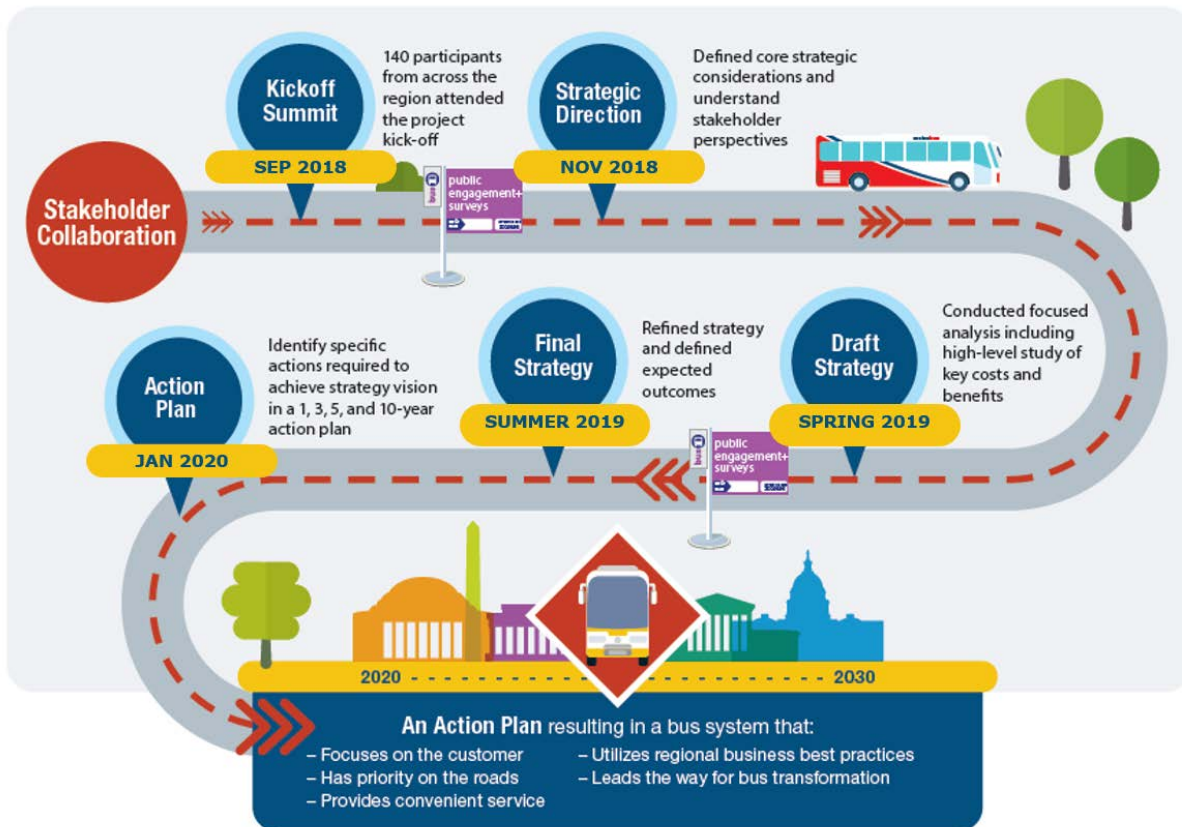 Stakeholder
Collaboration
Kickoff
Summit
SEP 2018
140 participants
from across the
region attended
the project
kick-off
bus
public
engagement+
surveys
Strategic
Direction
NOV 2018
Defined core strategic
considerations and
understand
stakeholder
perspectives
Draft
Strategy
SPRING 2019
Conducted focused
analysis including
high-level study of
key costs and
benefits
bus
public
engagement+
surveys
Final
Strategy
SUMMER 2019
Refined strategy
and defined
expected
outcomes
Action
Plan
JAN 2020
Identify specific
actions required to
achieve strategy vision
in a 1, 3, 5, and 10-year
action plan
2020 - - - - - - - - - - - - - - - - - - - - - - - - - - 2030
An Action Plan resulting in a bus system that:
– Focuses on the customer
– Has priority on the roads
– Provides convenient service
– Utilizes regional business best practices
– Leads the way for bus transformation